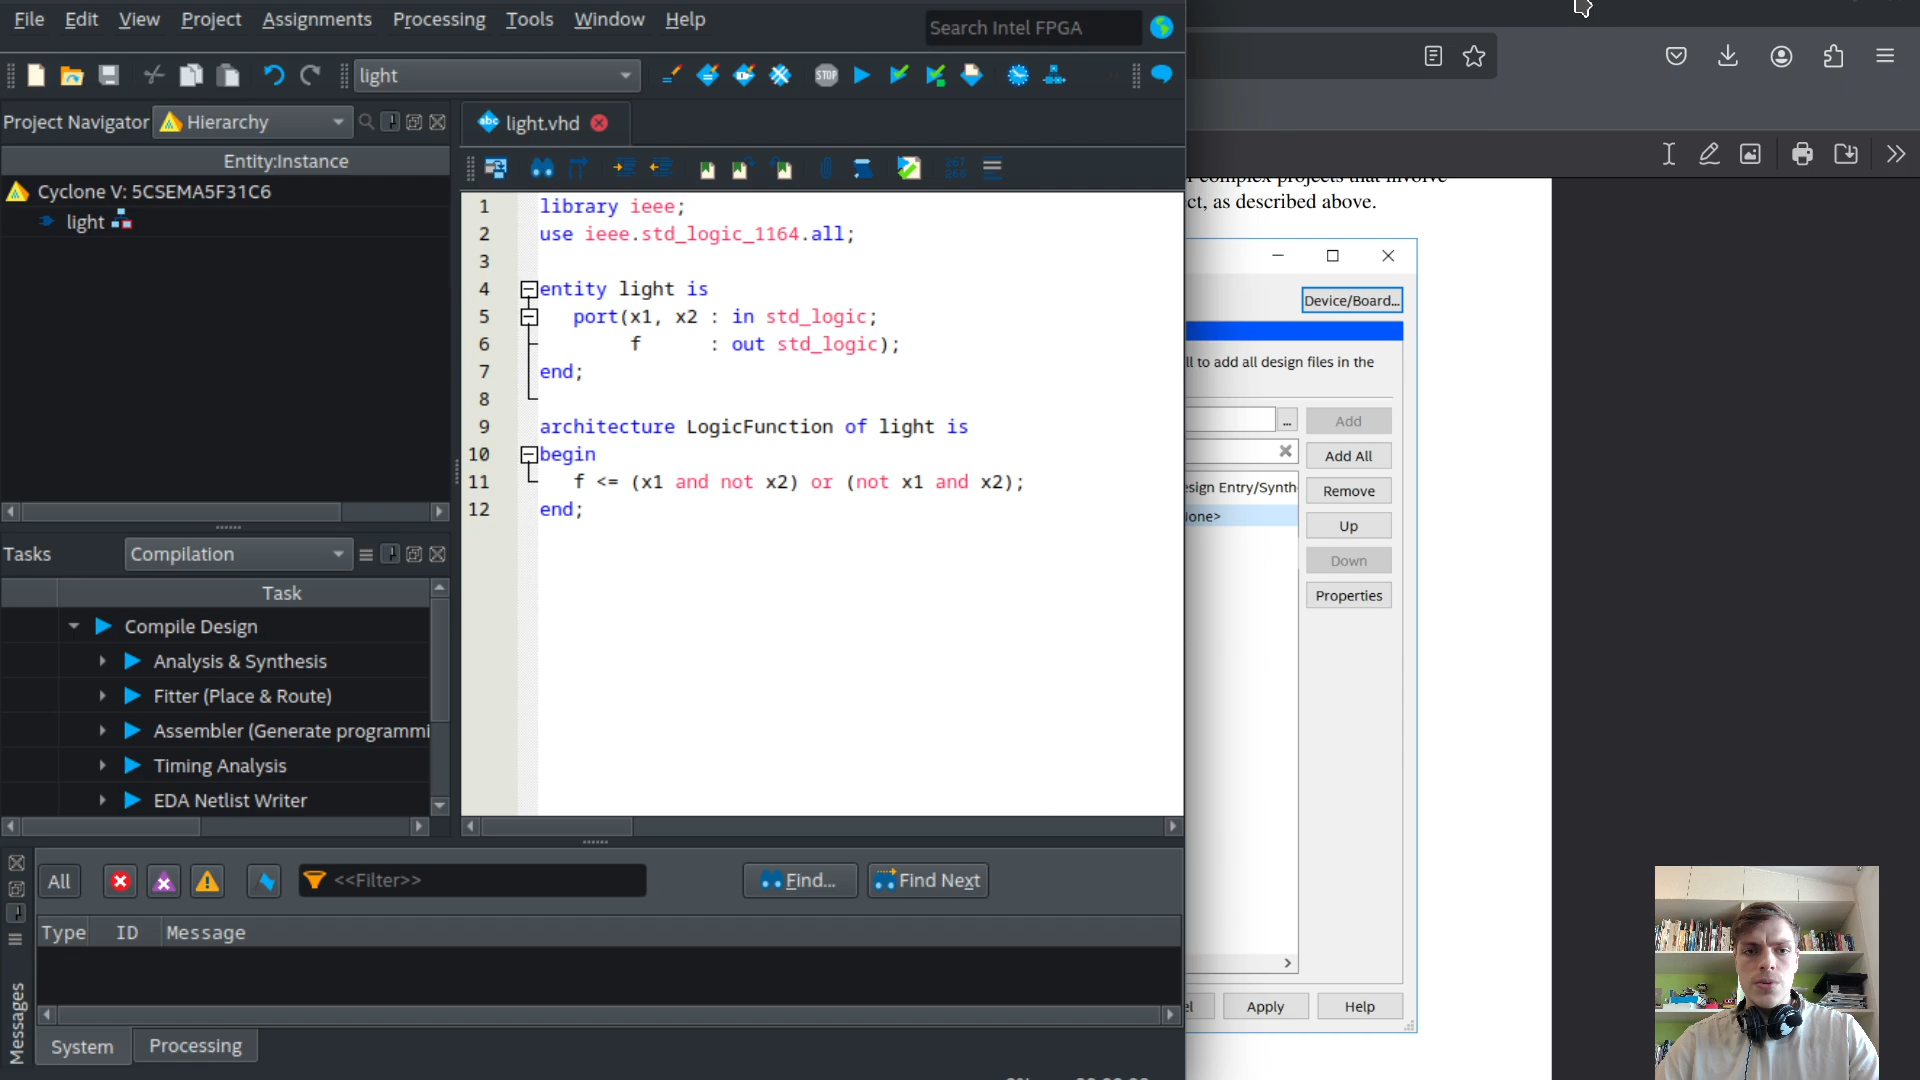 File Edit View Project Assignments Processing Tools Window Help
Search Intel FPGA
light
Project Navigator Hierarchy
Entity:Instance
Cyclone V: 5CSEMA5F31C6
light
Tasks Compilation
Task
Compile Design
Analysis & Synthesis
Fitter (Place & Route)
Assembler (Generate programmi
Timing Analysis
EDA Netlist Writer
light.vhd
267
268
1 library ieee;
2 use ieee.std_logic_1164.all;
3
4 entity light is
5 port(x1, x2 : in std_logic;
6 f : out std_logic);
7 end;
8
9 architecture LogicFunction of light is
10 begin
11 f <= (x1 and not x2) or (not x1 and x2);
12 end;
All <<Filter>> Find... Find Next
Type ID Message
Messages
System Processing
ct, as described above.
Device/Board...
ll to add all design files in the
... Add
Add All
sign Entry/Synth Remove
one> Up
Down
Properties
el Apply Help